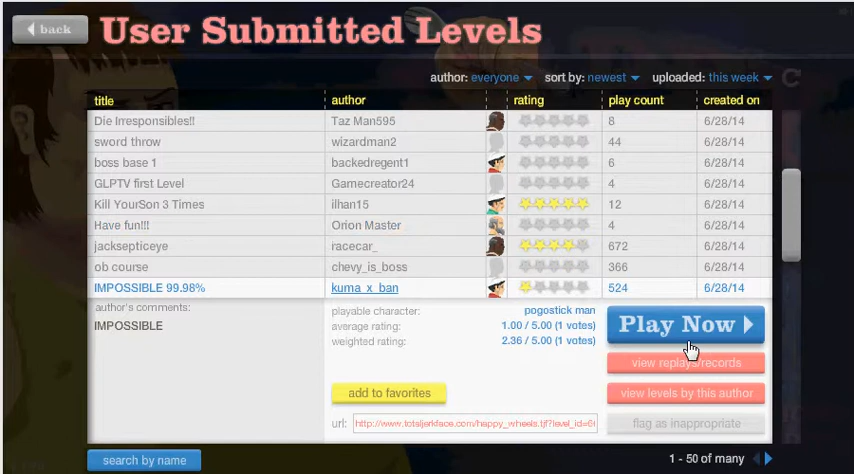 back
User Submitted Levels
author: everyone sort by: newest uploaded: this week
title author rating play count created on
Die Irresponsibles!! Taz Man595 8 6/28/14
sword throw wizardman2 44 6/28/14
boss base 1 backedregent1 6 6/28/14
GLPTV first Level Gamecreator24 4 6/28/14
Kill YourSon 3 Times ilhan15 12 6/28/14
Have fun!!! Orion Master 4 6/28/14
jacksepticeye racecar_ 672 6/28/14
ob course chevy_is_boss 366 6/28/14
IMPOSSIBLE 99.98% kuma_x_ban 524 6/28/14
author's comments:
IMPOSSIBLE
playable character: pogostick man
average rating: 1.00 / 5.00 (1 votes)
weighted rating: 2.36 / 5.00 (1 votes)
Play Now
view replays/records
add to favorites
view levels by this author
url: http://www.totaljerkface.com/happy_wheels.tjf?level_id=
flag as inappropriate
search by name
1 - 50 of many